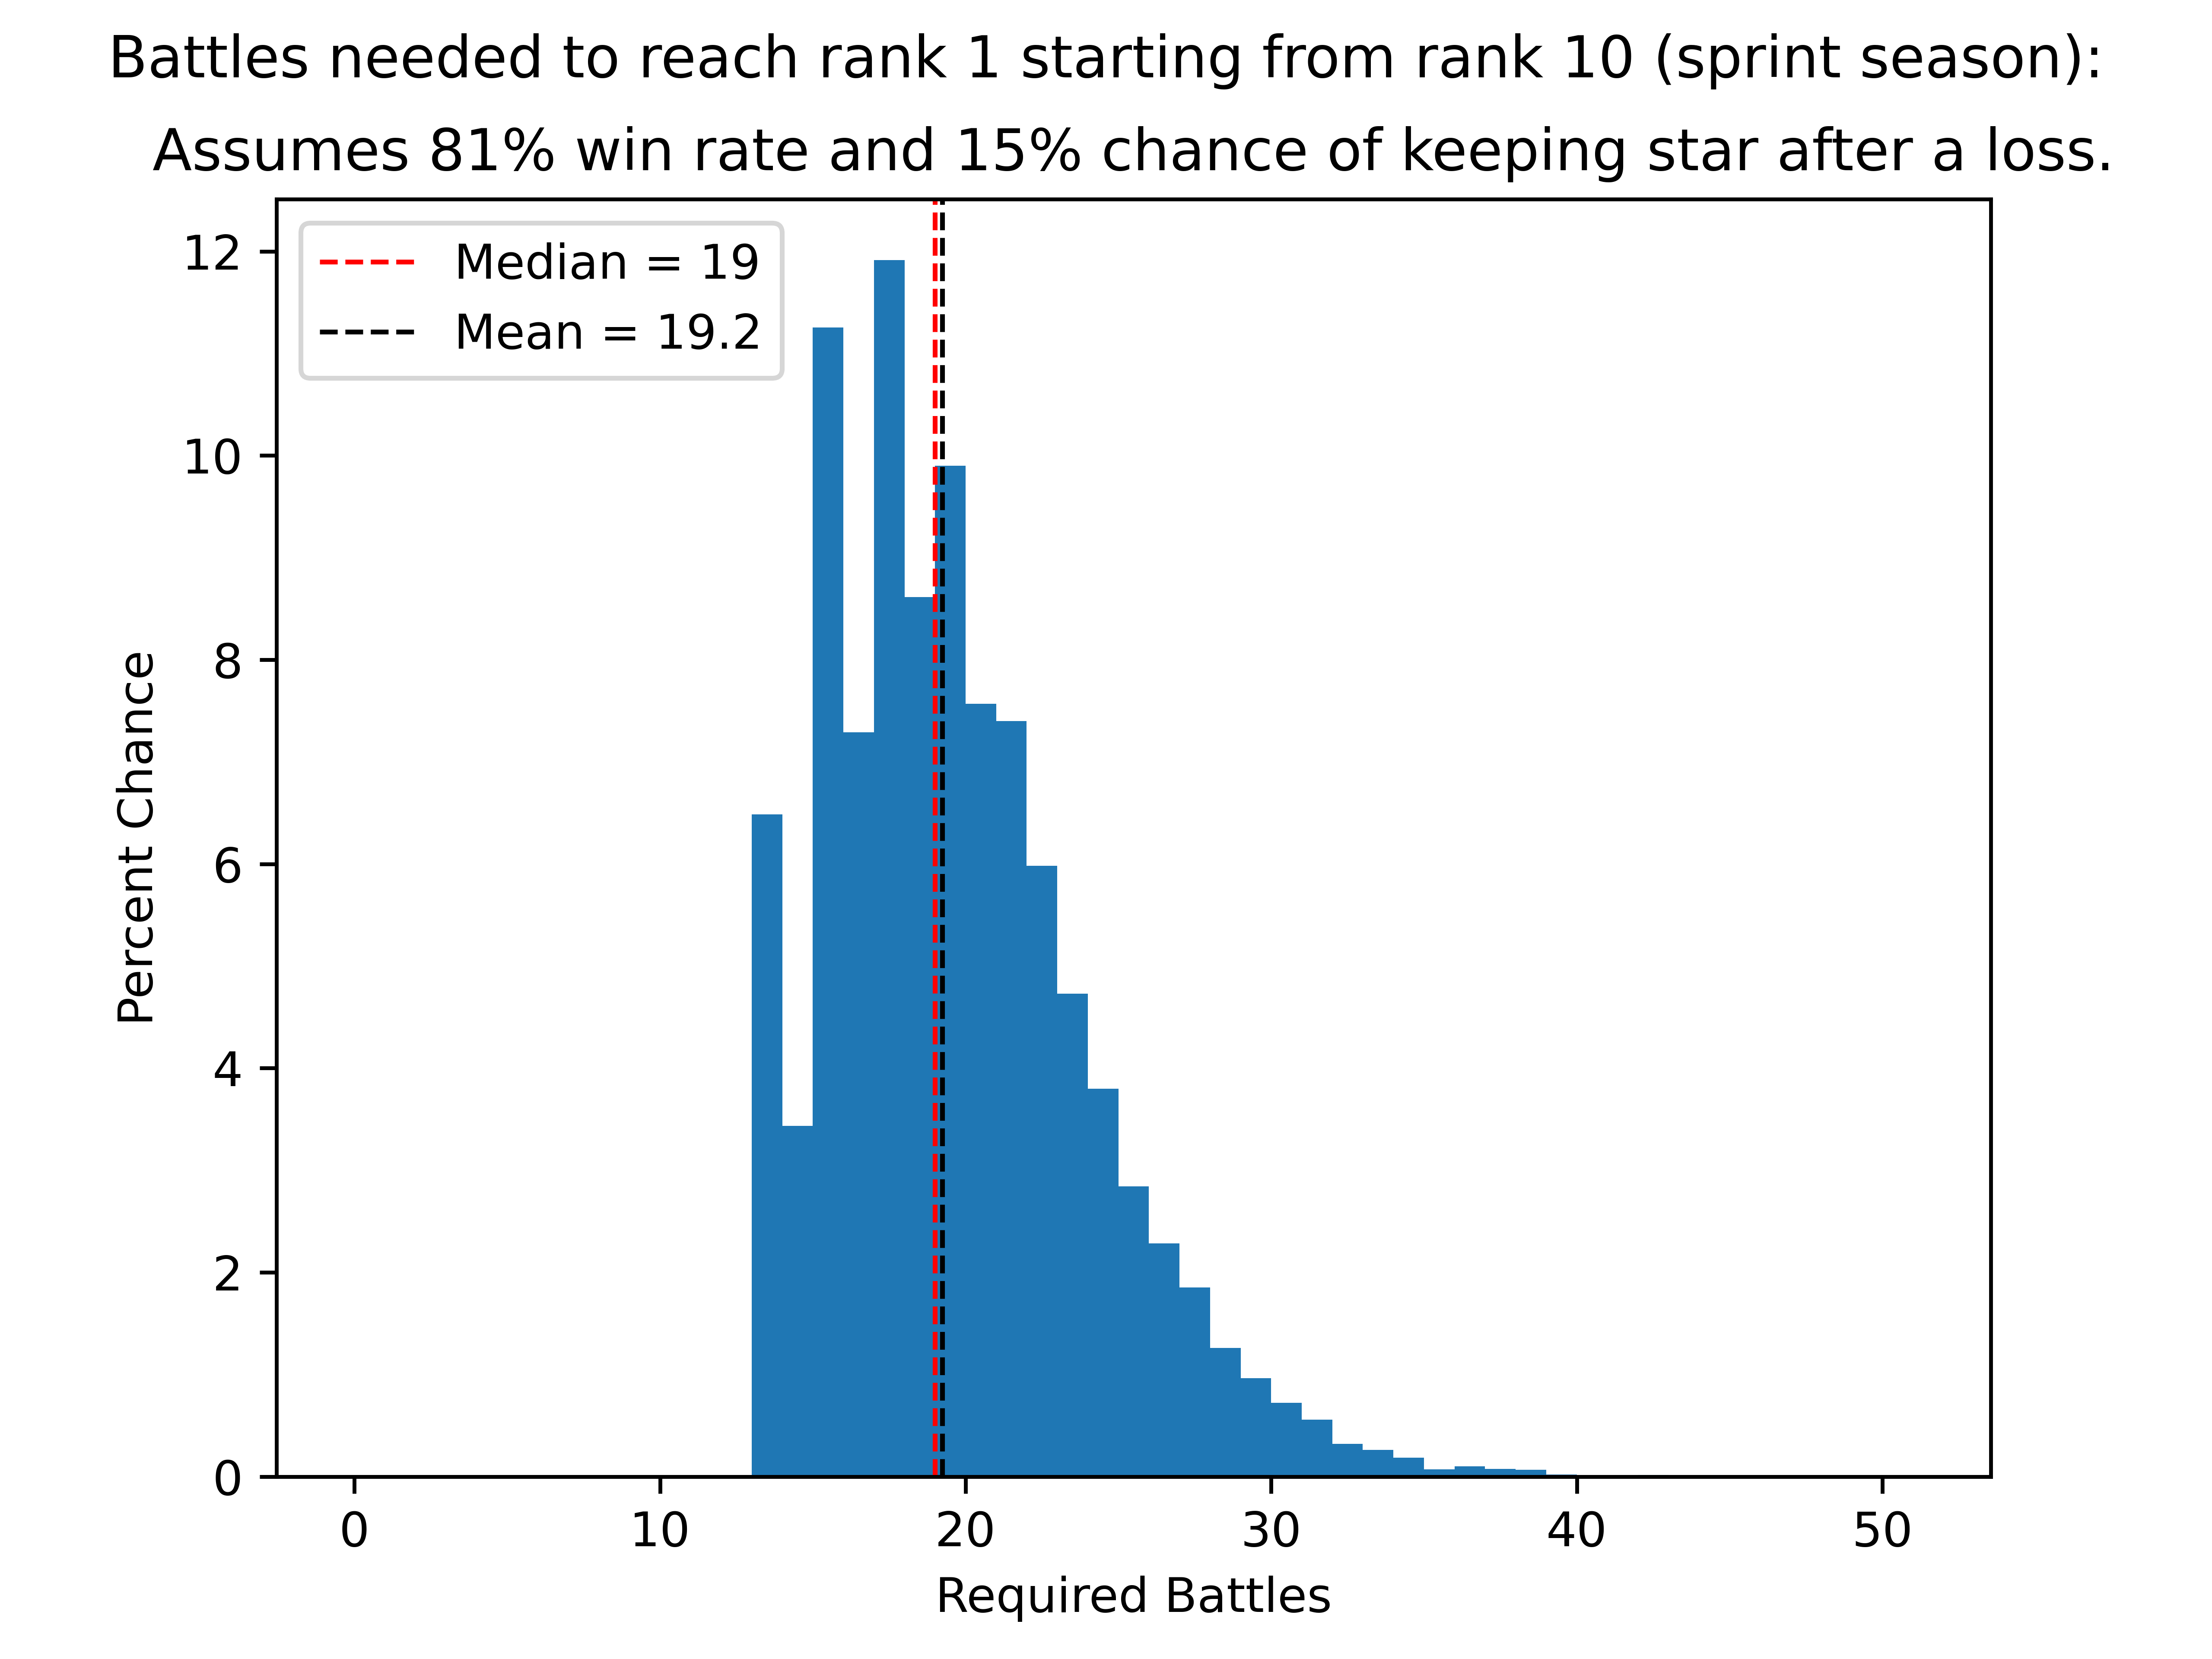 Battles needed to reach rank 1 starting from rank 10 (sprint season):
Assumes 81% win rate and 15% chance of keeping star after a loss.
Median = 19
Mean = 19.2
Percent Chance
12
10
8
6
4
2
0
0 10 20 30 40 50
Required Battles